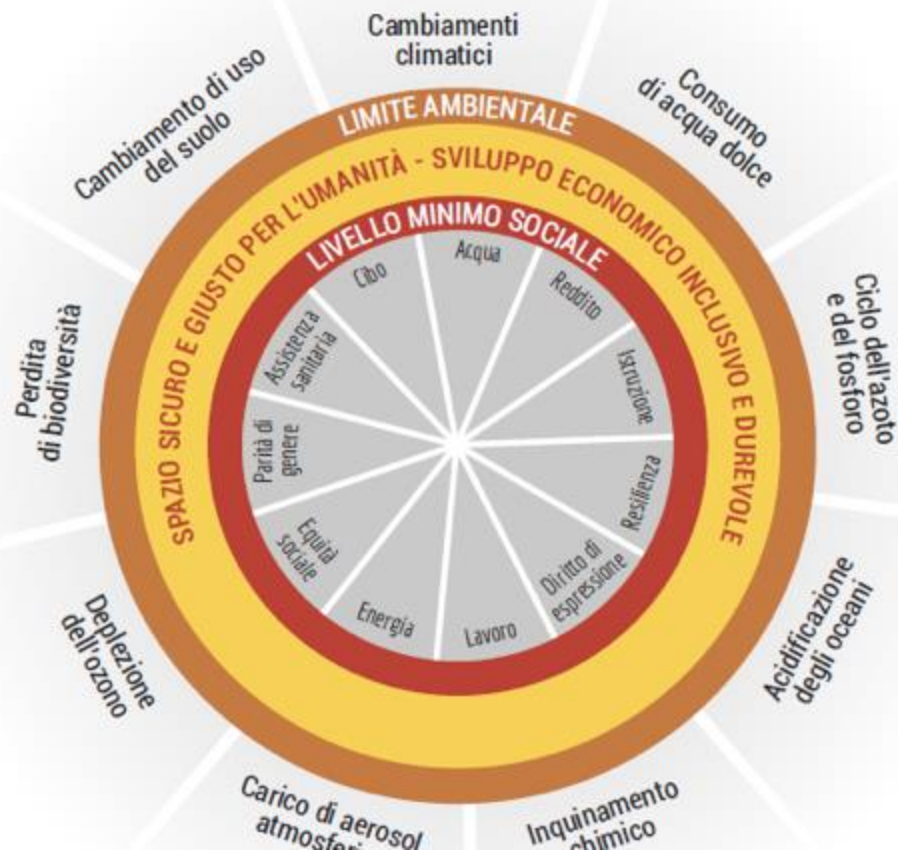 Cambiamenti
climatici
Consumo
di acqua dolce
Ciclo dell'azoto
e del fosforo
Acidificazione
degli oceani
Inquinamento
chimico
Carico di aerosol
Deplezione
dell'ozono
Perdita
di biodiversità
Cambiamento di uso
del suolo
LIMITE AMBIENTALE
SPAZIO SICURO E GIUSTO PER L'UMANITÀ - SVILUPPO ECONOMICO INCLUSIVO E DUREVOLE
LIVELLO MINIMO SOCIALE
Acqua
Reddito
Istruzione
Resilienza
Diritto di
espressione
Lavoro
Energia
Equità
sociale
Parità di
genere
Assistenza
sanitaria
Cibo